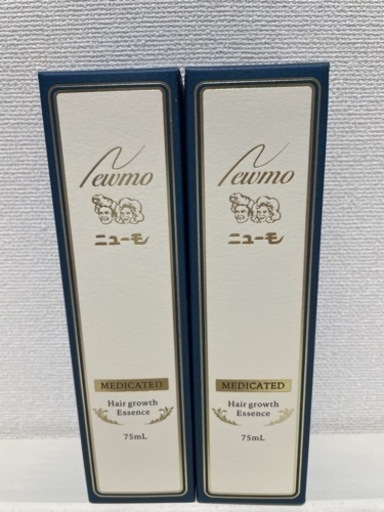 Newmo
ニューモ
MEDICATED
Hair growth
Essence
75mL
Newmo
ニューモ
MEDICATED
Hair growth
Essence
75mL